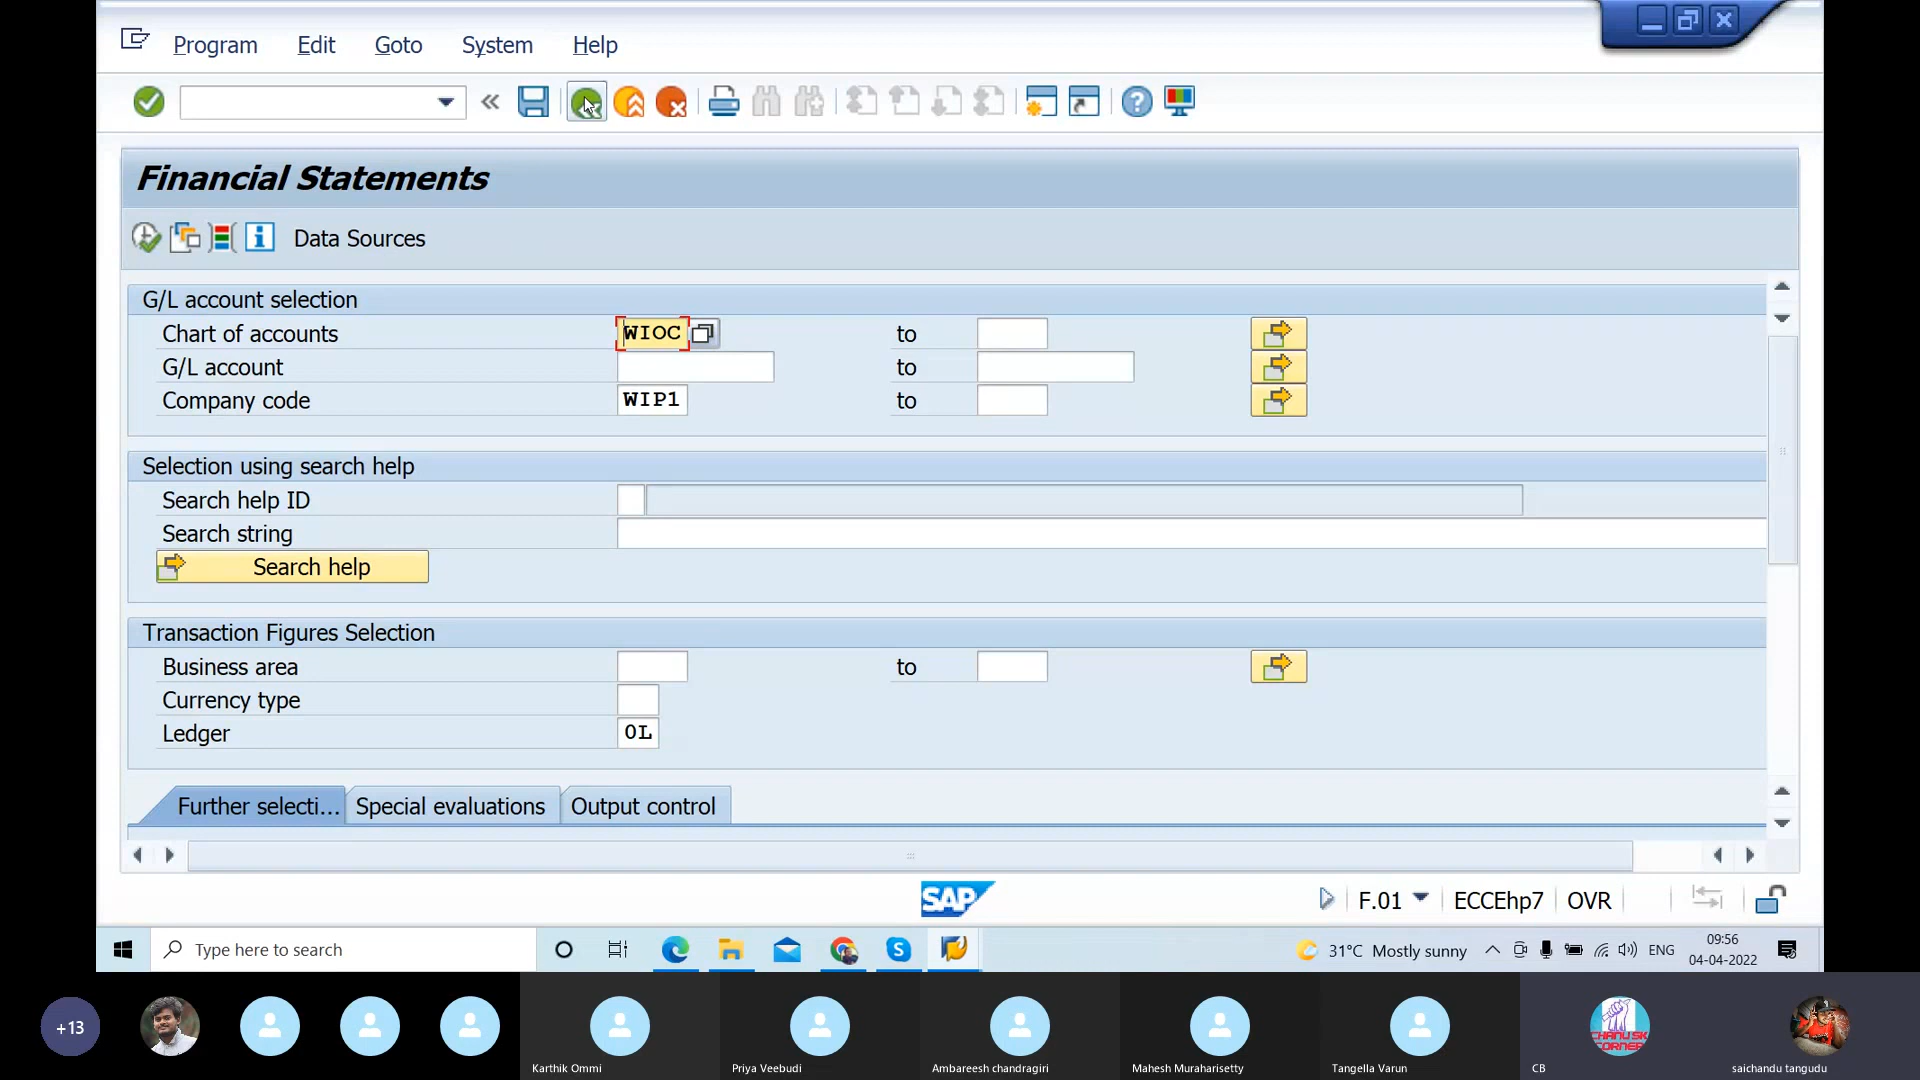 Program Edit Goto System Help
Financial Statements
Data Sources
G/L account selection
Chart of accounts WIOC to
G/L account to
Company code WIP1 to
Selection using search help
Search help ID
Search string
Search help
Transaction Figures Selection
Business area to
Currency type
Ledger 0L
Further selecti... Special evaluations Output control
SAP F.01 ECCEhp7 OVR
Type here to search 31°C Mostly sunny ENG 09:56
04-04-2022
+13
CHANU SK
CORNER
Karthik Ommi Priya Veebudi Ambareesh chandragiri Mahesh Muraharisetty Tangella Varun CB saichandu tangudu